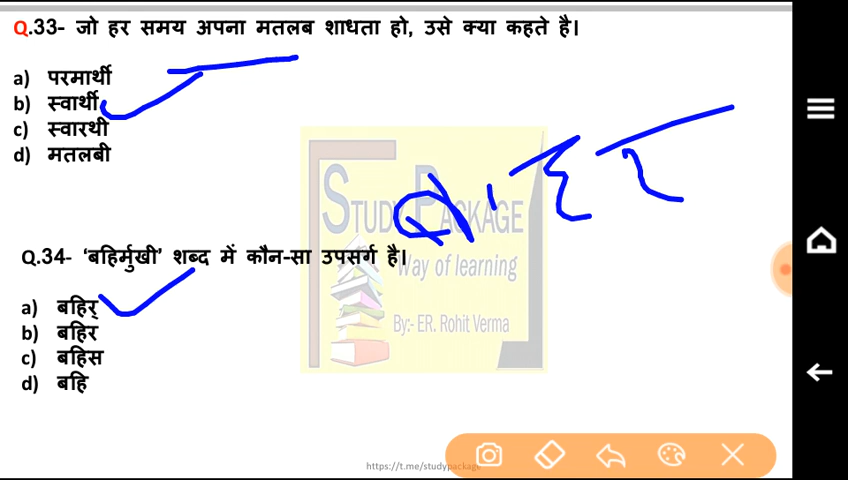 Q.33- जो हर समय अपना मतलब शाधता हो, उसे क्या कहते है।
a) परमार्थी
b) स्वार्थी
c) स्वारथी
d) मतलबी
STUDY PACKAGE
Way of learning
By:- ER. Rohit Verma
Q.34- ‘बहिर्मुखी’ शब्द में कौन-सा उपसर्ग है।
a) बहिर्
b) बहिर
c) बहिस
d) बहि
https://t.me/studypackage